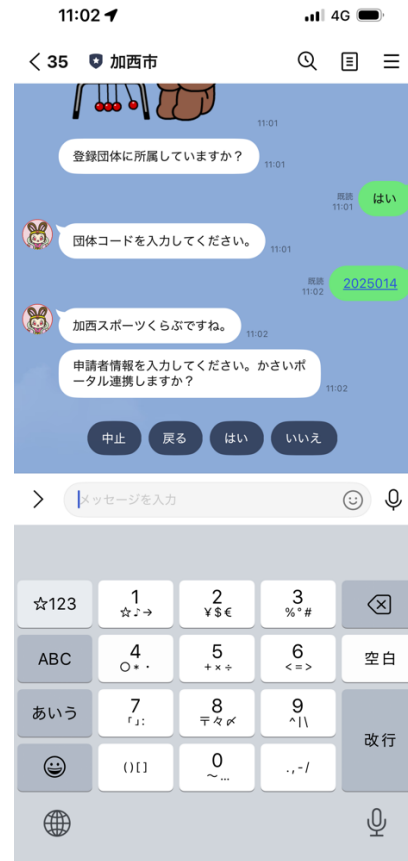 11:02
4G
35 加西市
11:01
登録団体に所属していますか？
11:01
既読
11:01
はい
団体コードを入力してください。
11:01
既読
11:02
2025014
加西スポーツくらぶですね。
11:02
申請者情報を入力してください。かさいポ
ータル連携しますか？
11:02
中止 戻る はい いいえ
メッセージを入力
☆123 1 2 3
☆♪→ ¥$€ %°#
ABC 4 5 6 空白
○*・ +×÷ <=>
あいう 7 8 9
「」: 〒々〆 ^|\
改行
()[] 0 .,-/
～…